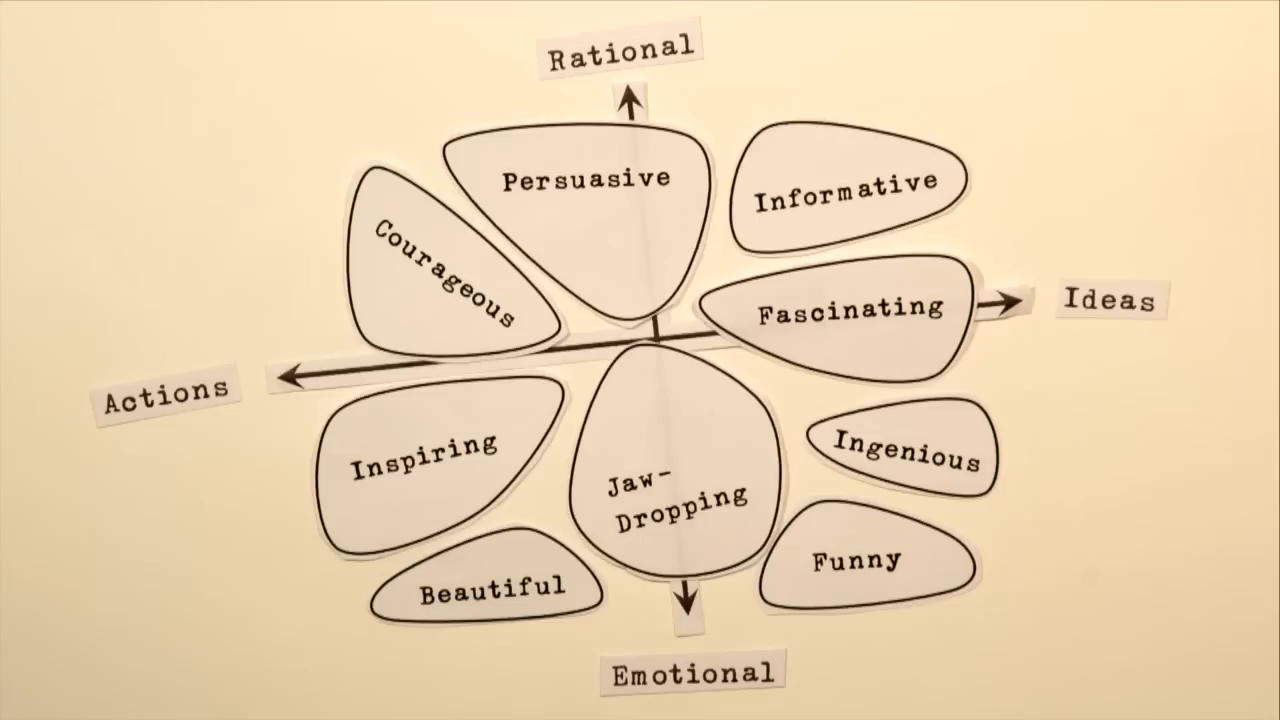 Rational
Persuasive
Informative
Courageous
Fascinating
Ideas
Actions
Inspiring
Ingenious
Jaw-
Dropping
Funny
Beautiful
Emotional